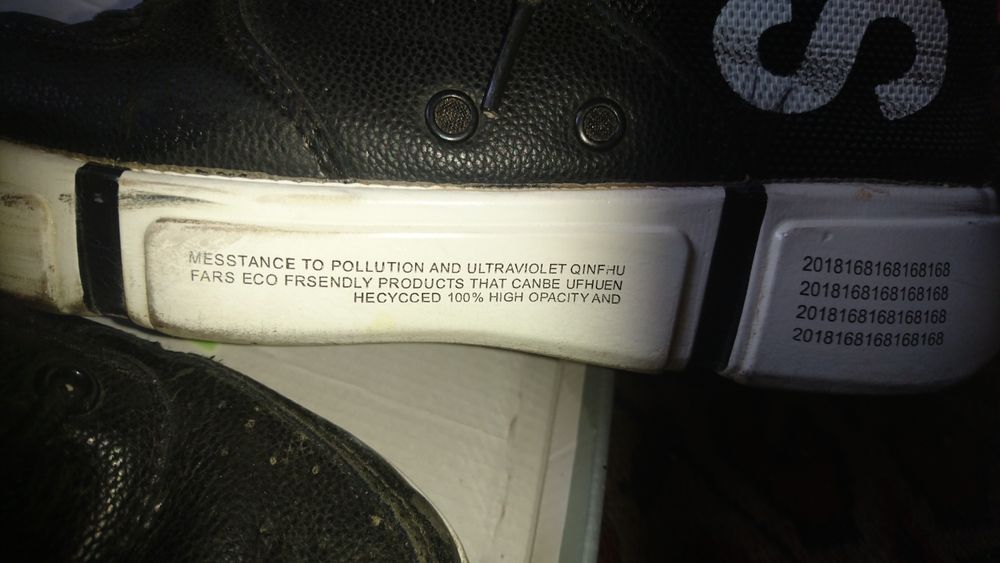 S
MESSTANCE TO POLLUTION AND ULTRAVIOLET QINFHU
FARS ECO FRSENDLY PRODUCTS THAT CANBE UFHUEN
HECYCCED 100% HIGH OPACITY AND
2018168168168168
2018168168168168
2018168168168168
2018168168168168